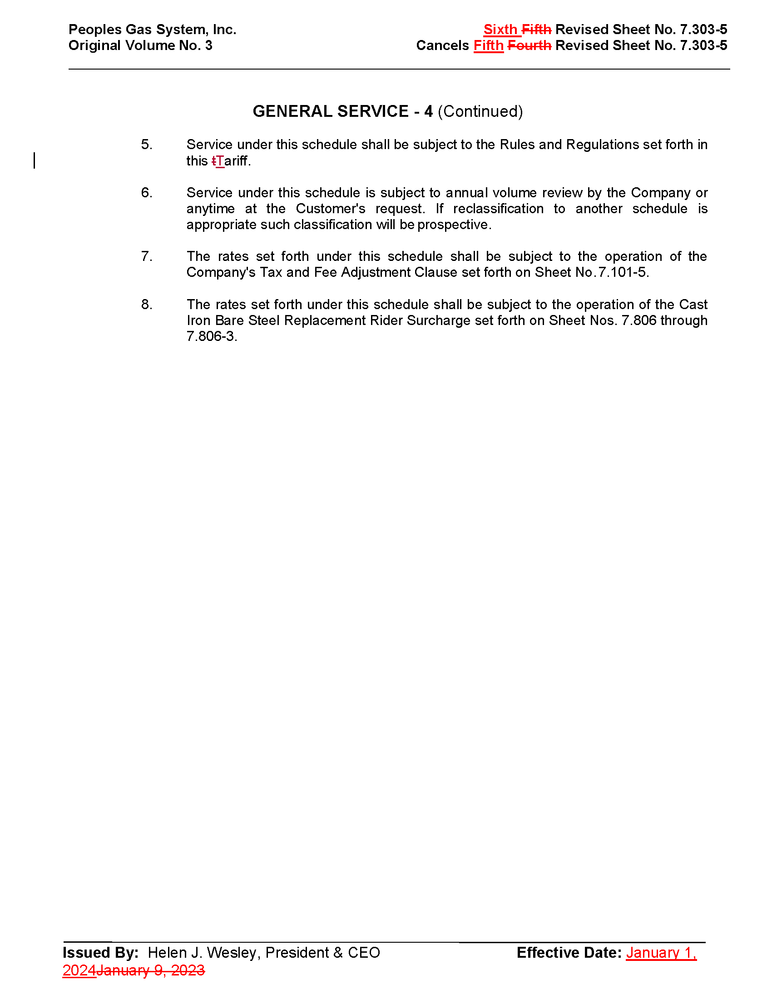 Peoples Gas System, Inc.
Sixth Fifth Revised Sheet No. 7.303-5
Original Volume No. 3
Cancels Fifth Fourth Revised Sheet No. 7.303-5
GENERAL SERVICE - 4 (Continued)
5. Service under this schedule shall be subject to the Rules and Regulations set forth in
this tTariff.
6. Service under this schedule is subject to annual volume review by the Company or
anytime at the Customer's request. If reclassification to another schedule is
appropriate such classification will be prospective.
7. The rates set forth under this schedule shall be subject to the operation of the
Company's Tax and Fee Adjustment Clause set forth on Sheet No. 7.101-5.
8. The rates set forth under this schedule shall be subject to the operation of the Cast
Iron Bare Steel Replacement Rider Surcharge set forth on Sheet Nos. 7.806 through
7.806-3.
Issued By: Helen J. Wesley, President & CEO
Effective Date: January 1,
2024January 9, 2023